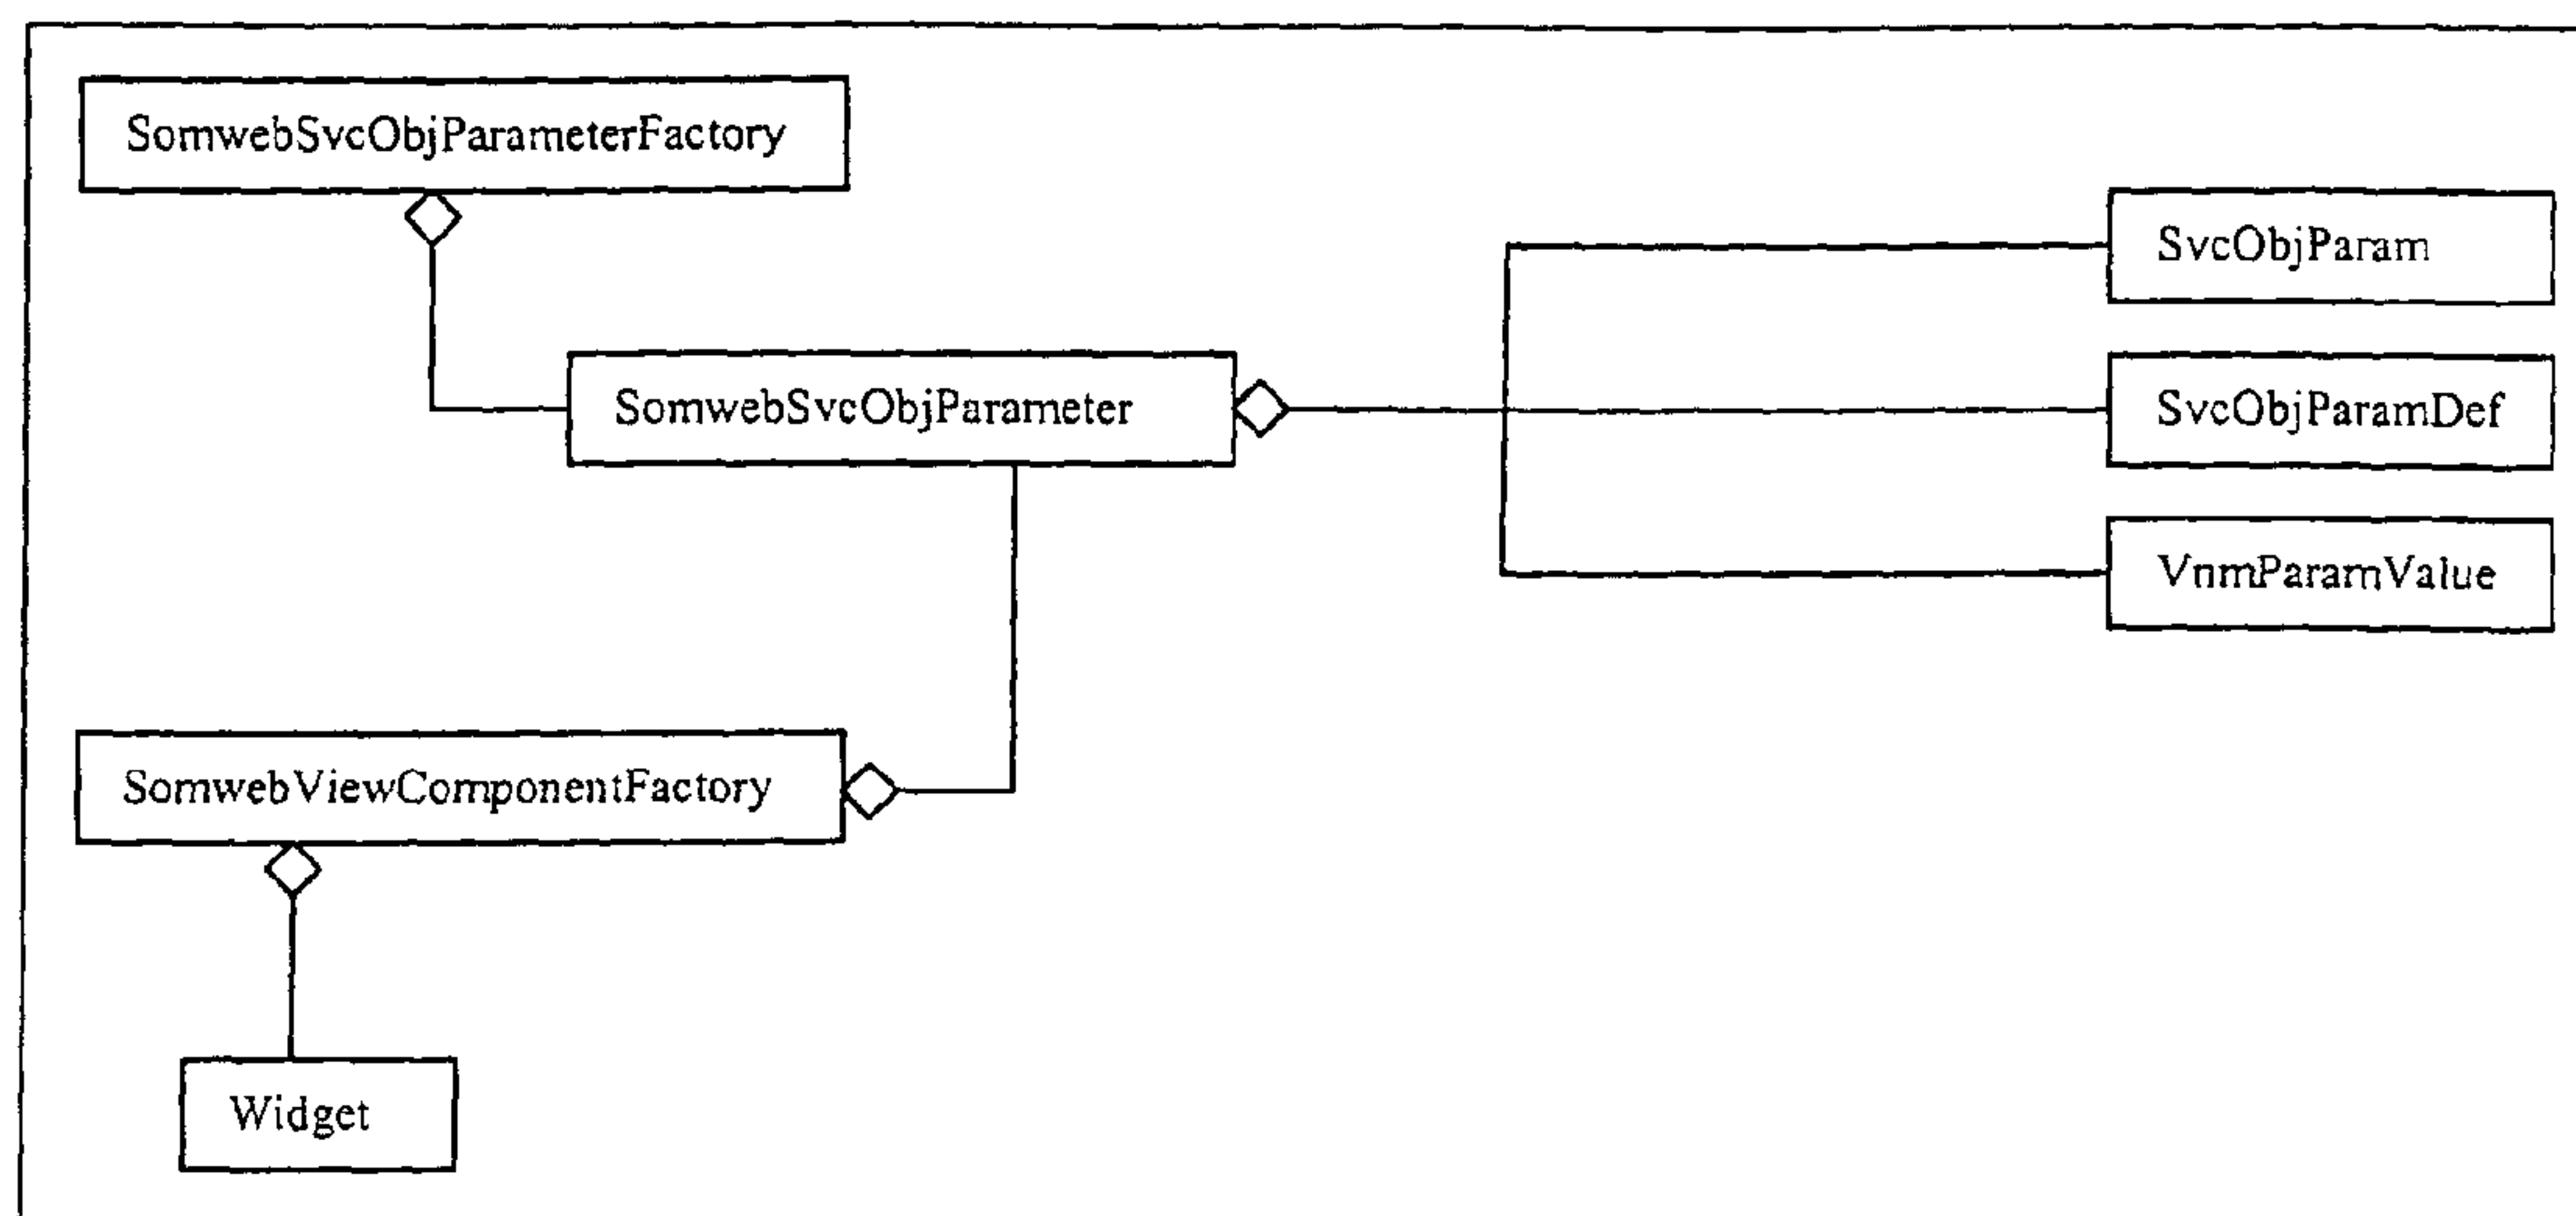 SomwebSvcObjParameterFactory
SvcObjParam
SomwebSvcObjParameter
SvcObjParamDef
VnmParamValue
SomwebViewComponentFactory
Widget